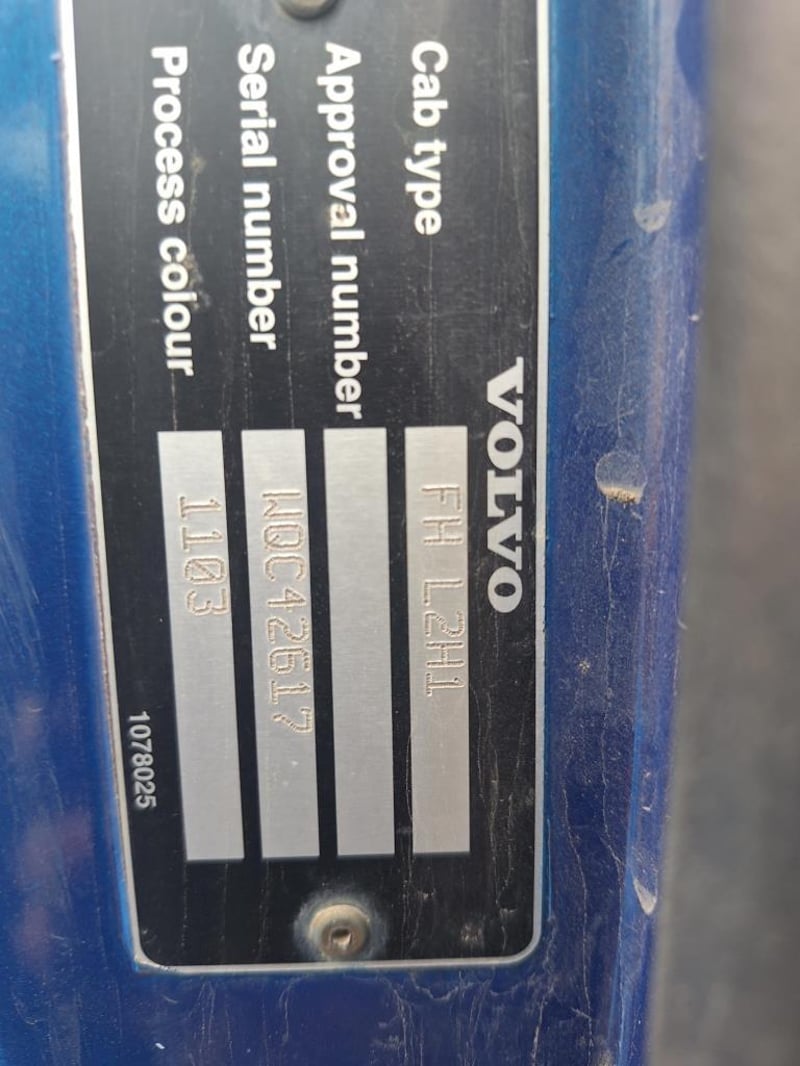 VOLVO
Cab type FH L2H1
Approval number
Serial number WQC42617
Process colour 1103
1078025